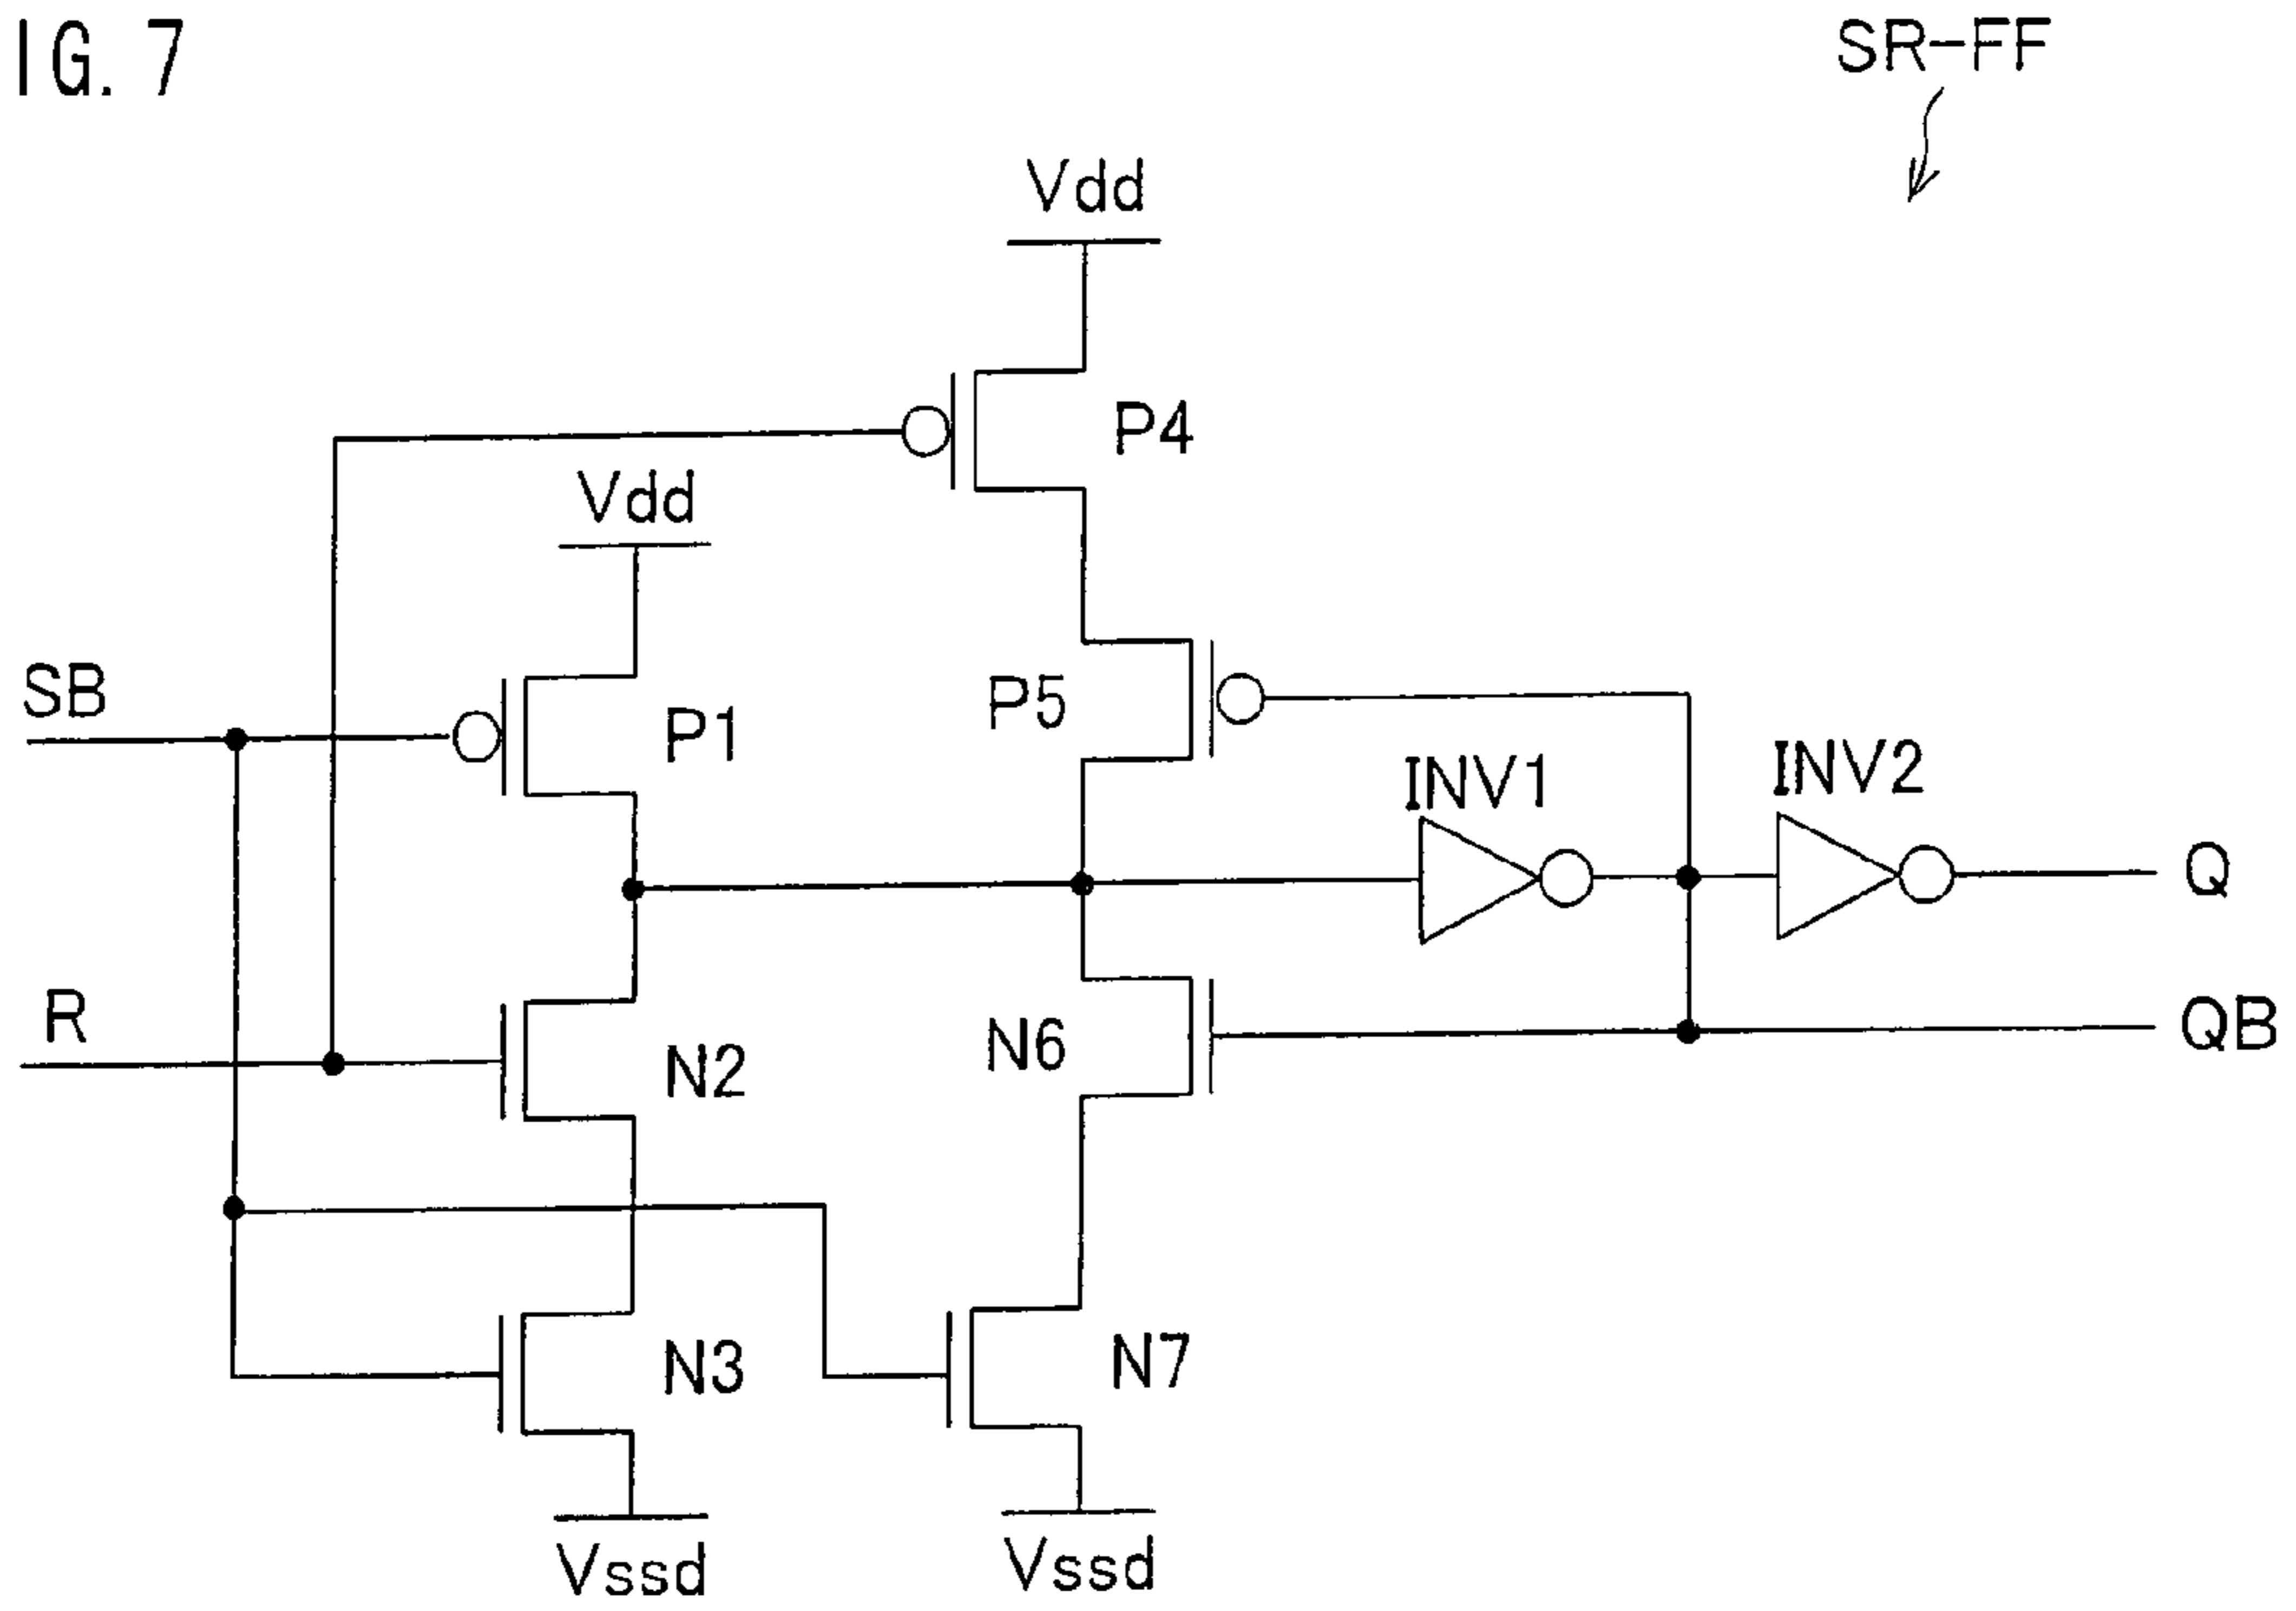 IG. 7
SR-FF
Vdd
P4
Vdd
SB
P1
P5
INV1
INV2
Q
R
N2
N6
QB
N3
N7
Vssd
Vssd